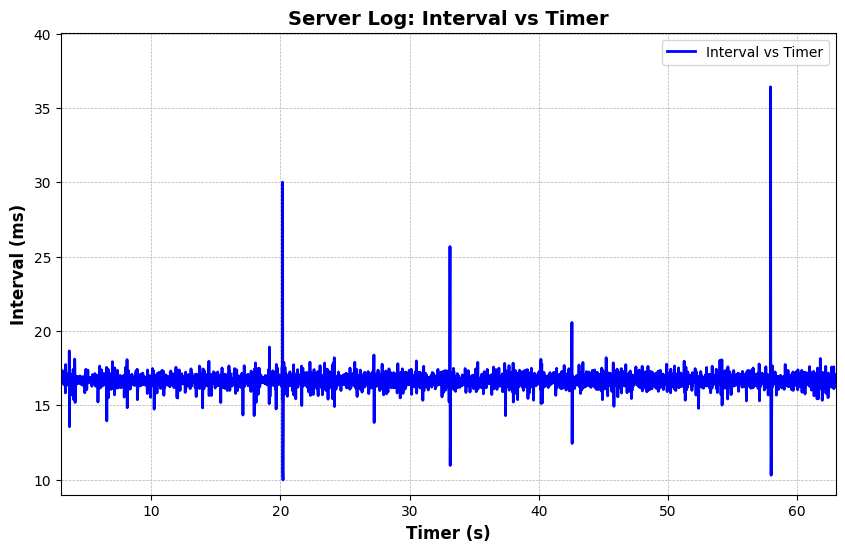 Server Log: Interval vs Timer
Interval vs Timer
40
35
30
25
20
15
10
Interval (ms)
10 20 30 40 50 60
Timer (s)